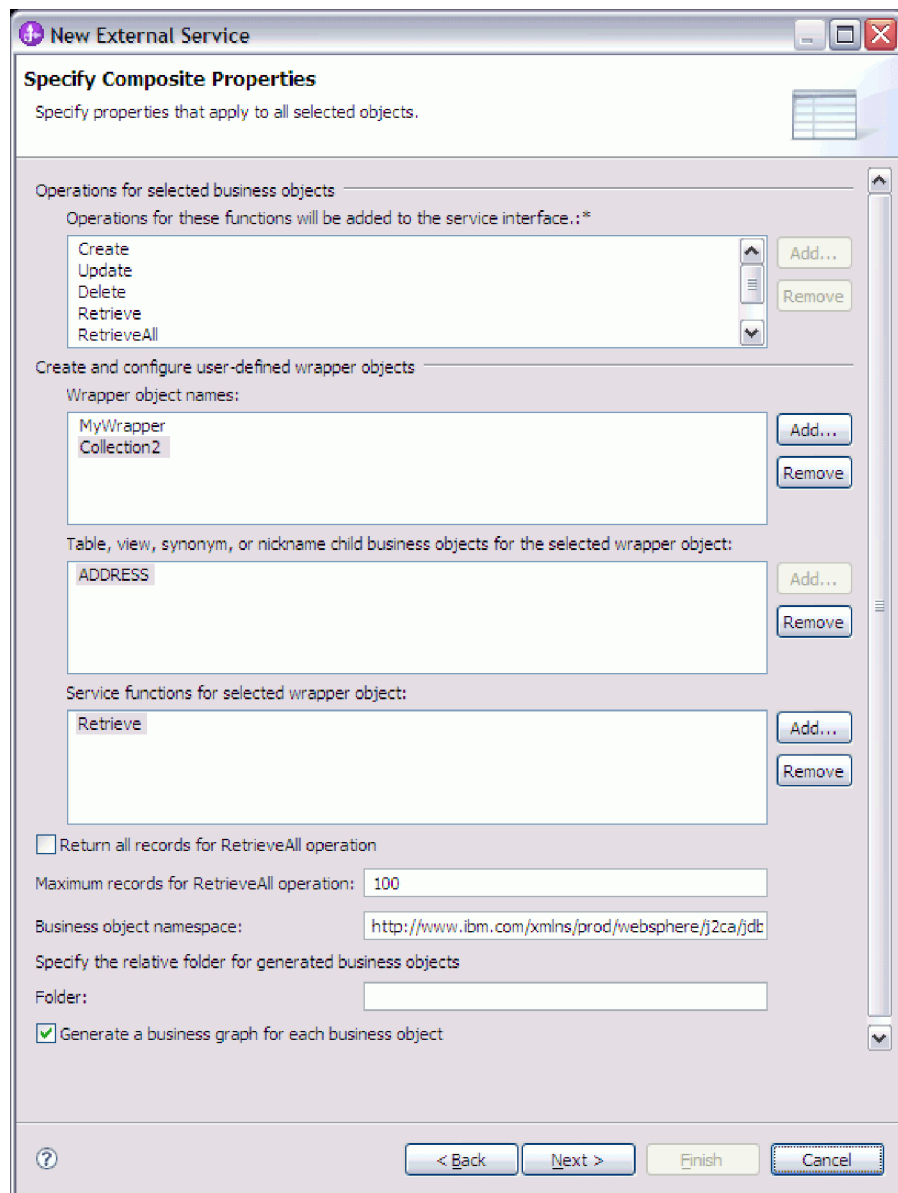 New External Service
Specify Composite Properties
Specify properties that apply to all selected objects.
Operations for selected business objects
Operations for these functions will be added to the service interface.:*
Create
Update
Delete
Retrieve
RetrieveAll
Add...
Remove
Create and configure user-defined wrapper objects
Wrapper object names:
MyWrapper
Collection2
Add...
Remove
Table, view, synonym, or nickname child business objects for the selected wrapper object:
ADDRESS
Add...
Remove
Service functions for selected wrapper object:
Retrieve
Add...
Remove
Return all records for RetrieveAll operation
Maximum records for RetrieveAll operation: 100
Business object namespace: http://www.ibm.com/xmlns/prod/websphere/j2ca/jdb
Specify the relative folder for generated business objects
Folder:
Generate a business graph for each business object
? < Back Next > Finish Cancel